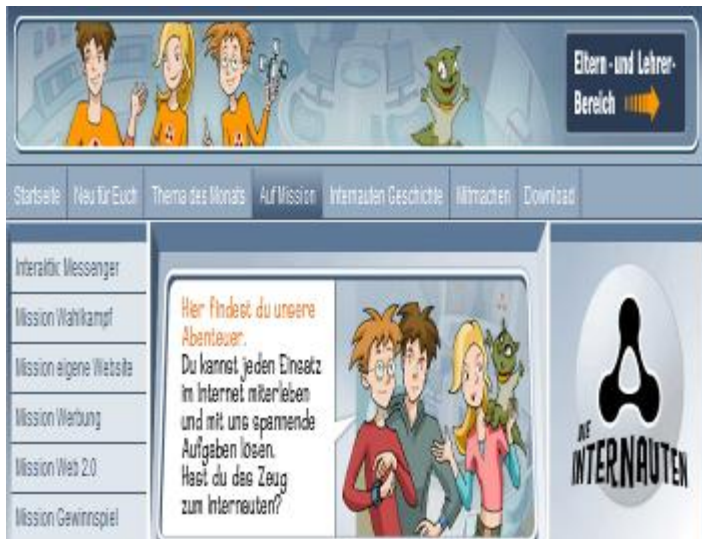 Eltern- und Lehrer-
Bereich
Startseite
Neu für Euch
Thema des Monats
Auf Mission
Internauten Geschichte
Mitmachen
Download
Interaktiv: Messenger
Mission Wahlkampf
Mission eigene Website
Mission Werbung
Mission Web 2.0
Mission Gewinnspiel
Hier findest du unsere
Abenteuer.
Du kannst jeden Einsatz
im Internet miterleben
und mit uns spannende
Aufgaben lösen.
Hast du das Zeug
zum Internauten?
DIE
INTERNAUTEN